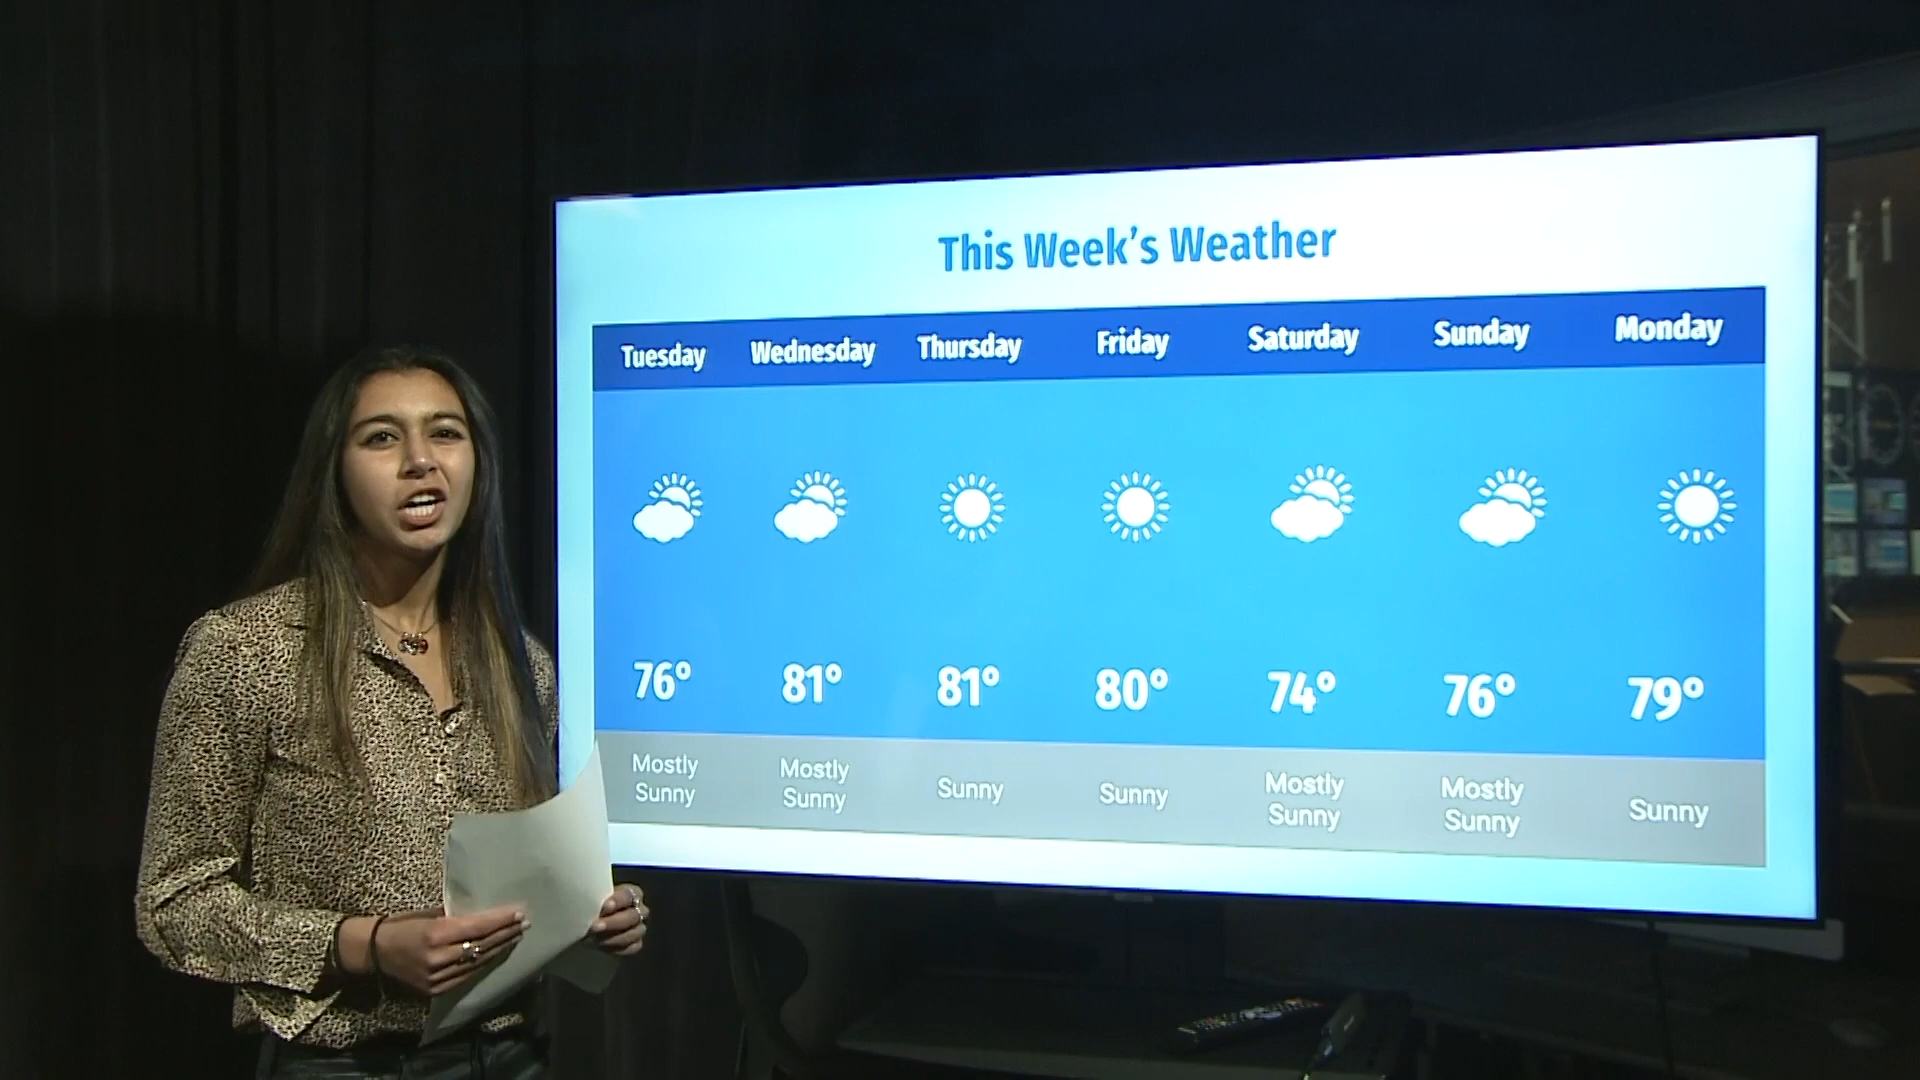 This Week's Weather
Tuesday Wednesday Thursday Friday Saturday Sunday Monday
76° 81° 81° 80° 74° 76° 79°
Mostly Sunny Mostly Sunny Sunny Sunny Mostly Sunny Mostly Sunny Sunny